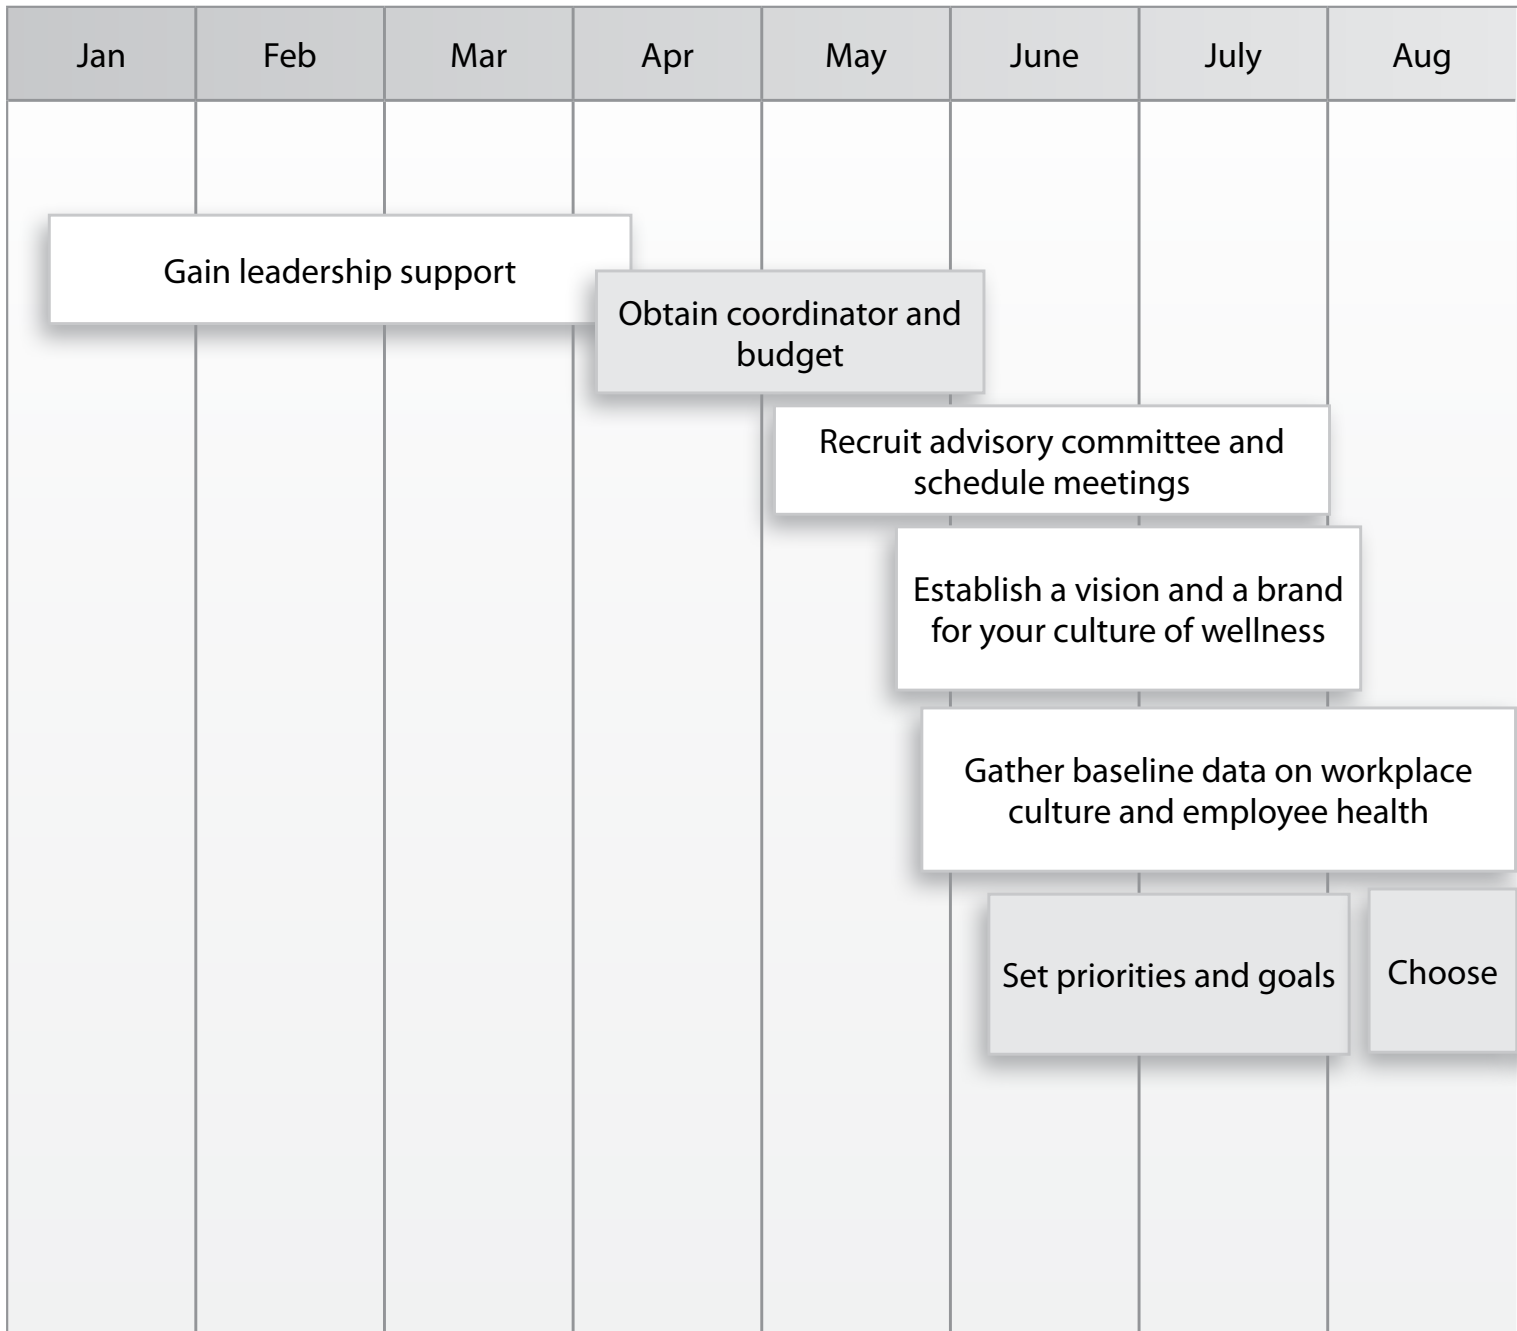 Jan Feb Mar Apr May June July Aug
Gain leadership support
Obtain coordinator and
budget
Recruit advisory committee and
schedule meetings
Establish a vision and a brand
for your culture of wellness
Gather baseline data on workplace
culture and employee health
Set priorities and goals
Choose